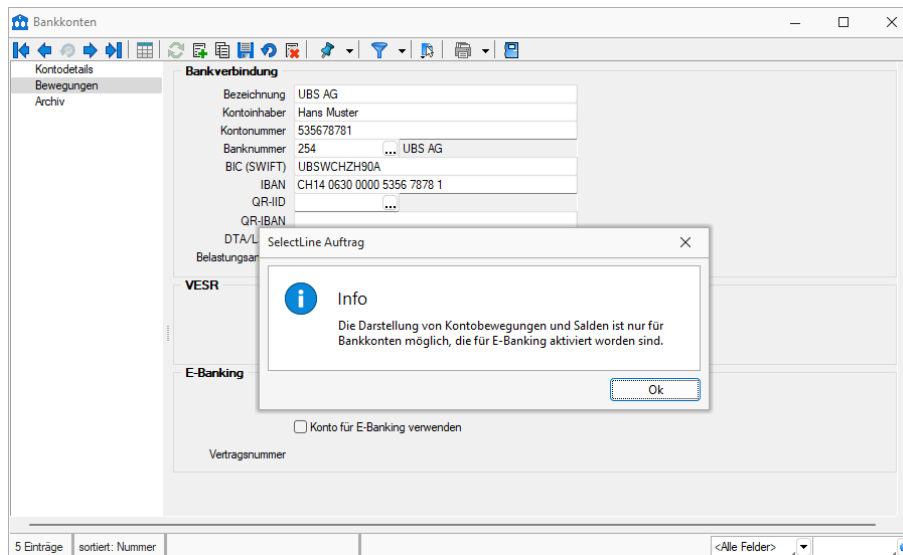 Bankkonten
Kontodetails
Bewegungen
Archiv
Bankverbindung
Bezeichnung UBS AG
Kontoinhaber Hans Muster
Kontonummer 535678781
Banknummer 254 ... UBS AG
BIC (SWIFT) UBSWCHZH90A
IBAN CH14 0630 0000 5356 7878 1
QR-IID ...
QR-IBAN
DTA/L
Belastungsar
SelectLine Auftrag
Info
Die Darstellung von Kontobewegungen und Salden ist nur für
Bankkonten möglich, die für E-Banking aktiviert worden sind.
Ok
VESR
E-Banking
Konto für E-Banking verwenden
Vertragsnummer
5 Einträge sortiert: Nummer <Alle Felder>